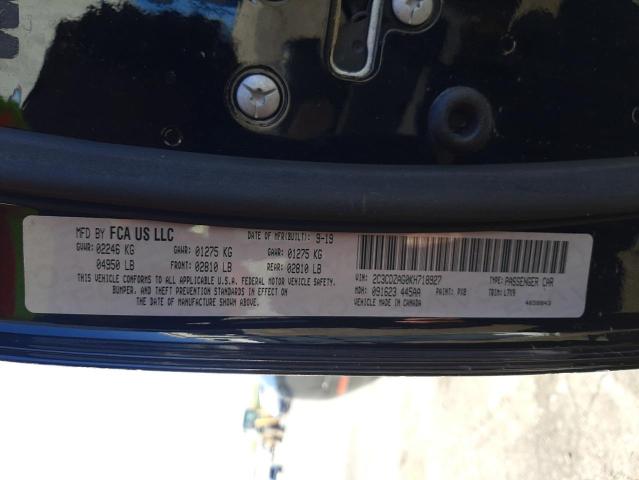 MFD BY FCA US LLC DATE OF MFR(BUILT): 9-19
GVWR: 02246 KG GAWR: 01275 KG GAWR: 01275 KG
04950 LB FRONT: 02810 LB REAR: 02810 LB
THIS VEHICLE CONFORMS TO ALL APPLICABLE U.S.A. FEDERAL MOTOR VEHICLE SAFETY,
BUMPER, AND THEFT PREVENTION STANDARDS IN EFFECT ON THE
DATE OF MANUFACTURE SHOWN ABOVE.
VIN: 2C3CDZAG0KH718927 TYPE: PASSENGER CAR
MDH: 091623 445AA PAINT: PX8 TRIM: L7X9
MADE IN CANADA